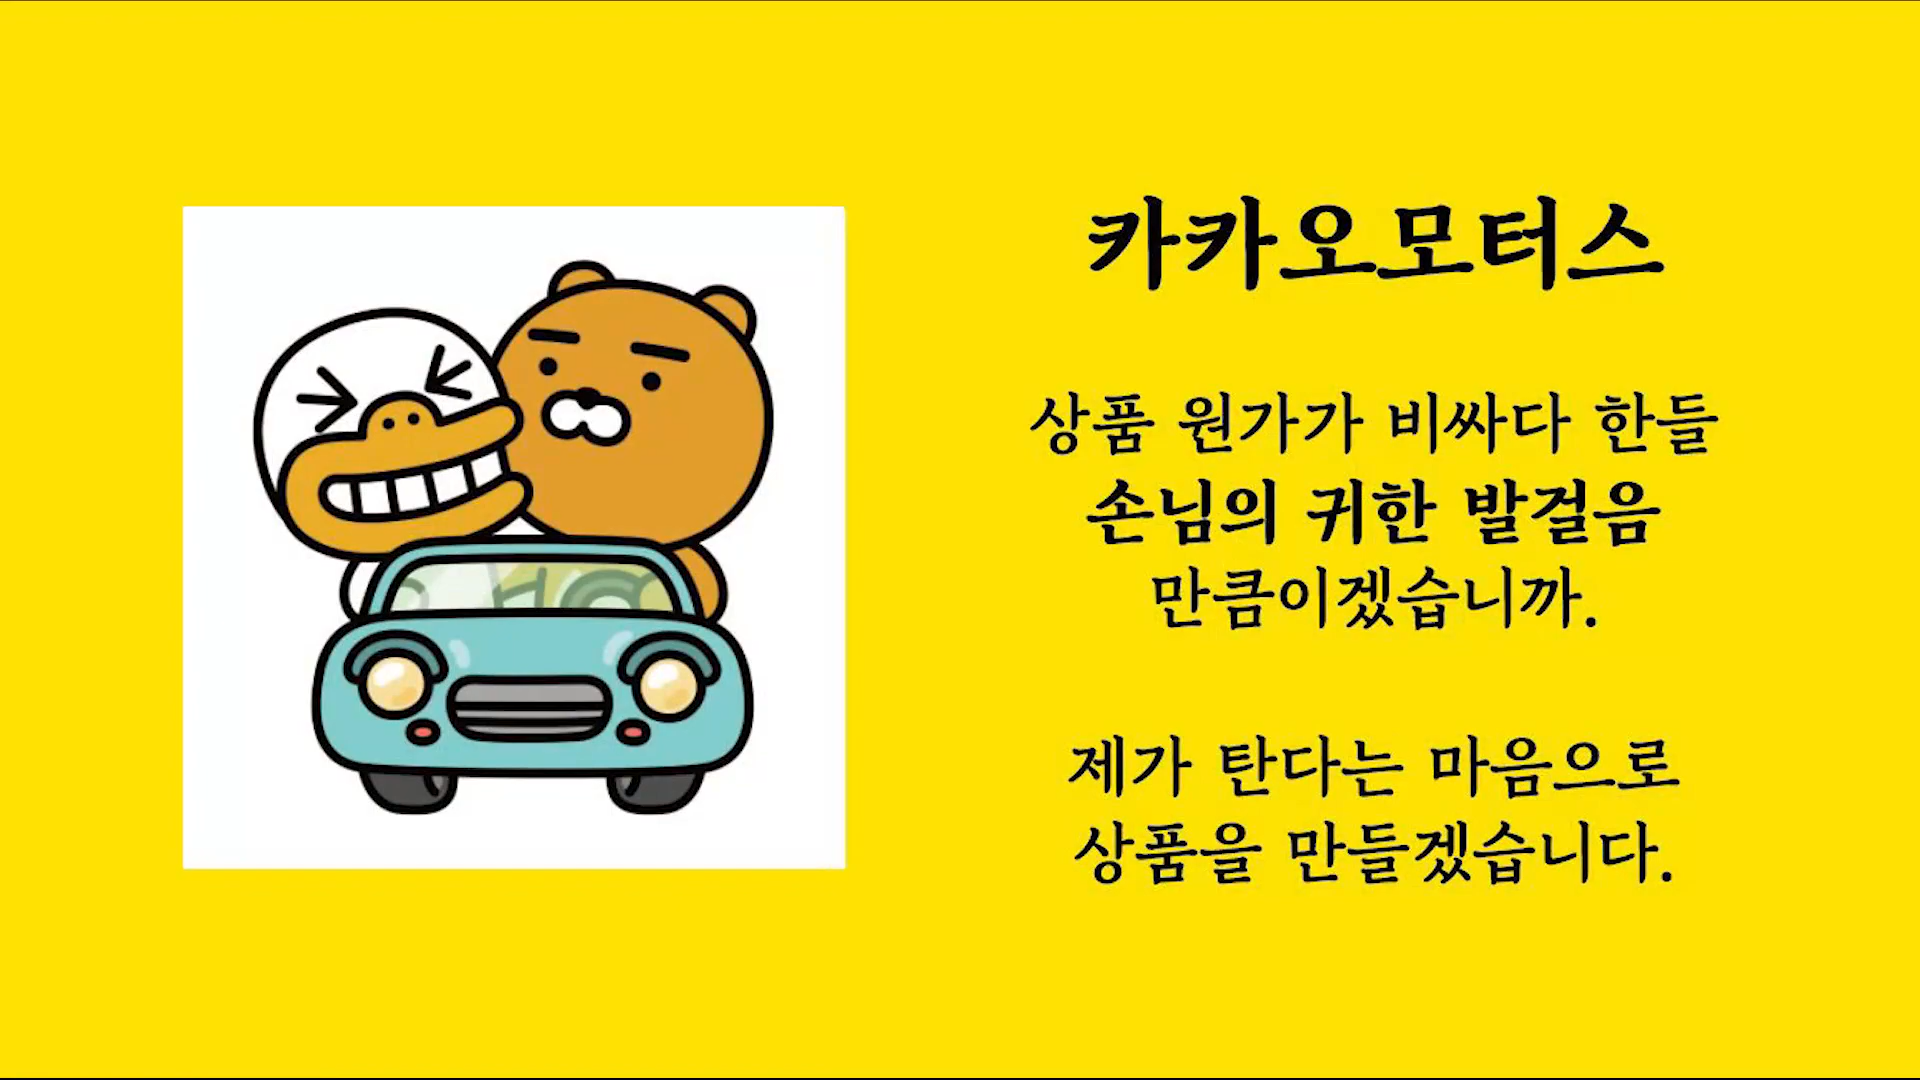 카카오모터스
상품 원가가 비싸다 한들
손님의 귀한 발걸음
만큼이겠습니까.
제가 탄다는 마음으로
상품을 만들겠습니다.